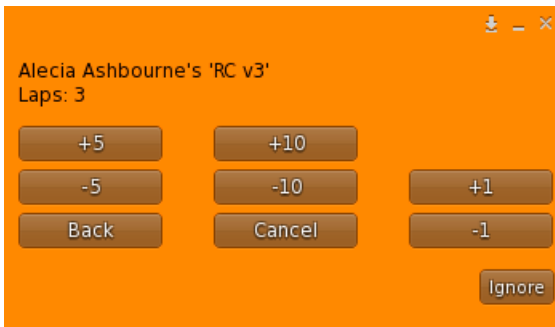 Alecia Ashbourne's 'RC v3'
Laps: 3
+5 +10
-5 -10 +1
Back Cancel -1
Ignore